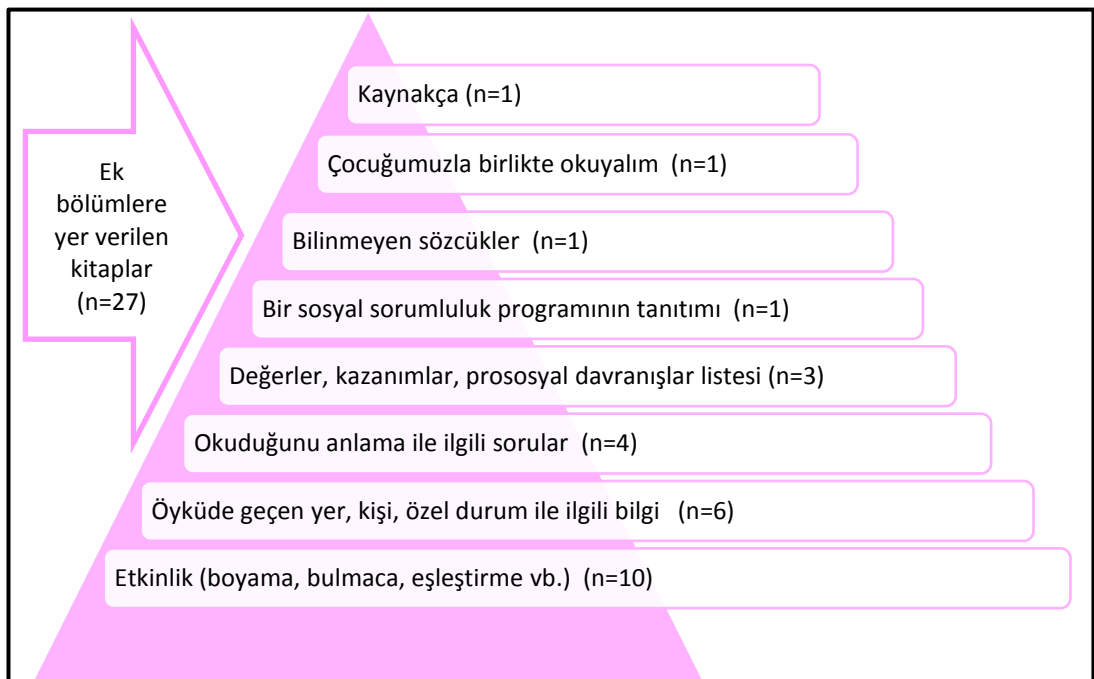 Ek
bölümlere
yer verilen
kitaplar
(n=27)
Kaynakça (n=1)
Çocuğumuzla birlikte okuyalım (n=1)
Bilinmeyen sözcükler (n=1)
Bir sosyal sorumluluk programının tanıtımı (n=1)
Değerler, kazanımlar, prososyal davranışlar listesi (n=3)
Okuduğunu anlama ile ilgili sorular (n=4)
Öyküde geçen yer, kişi, özel durum ile ilgili bilgi (n=6)
Etkinlik (boyama, bulmaca, eşleştirme vb.) (n=10)